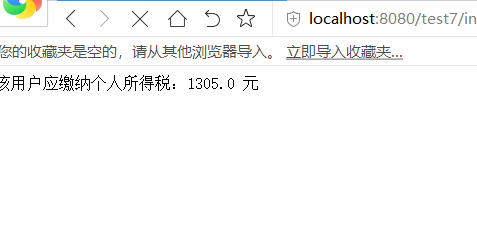 localhost:8080/test7/in
您的收藏夹是空的，请从其他浏览器导入。 立即导入收藏夹...
该用户应缴纳个人所得税：1305.0 元